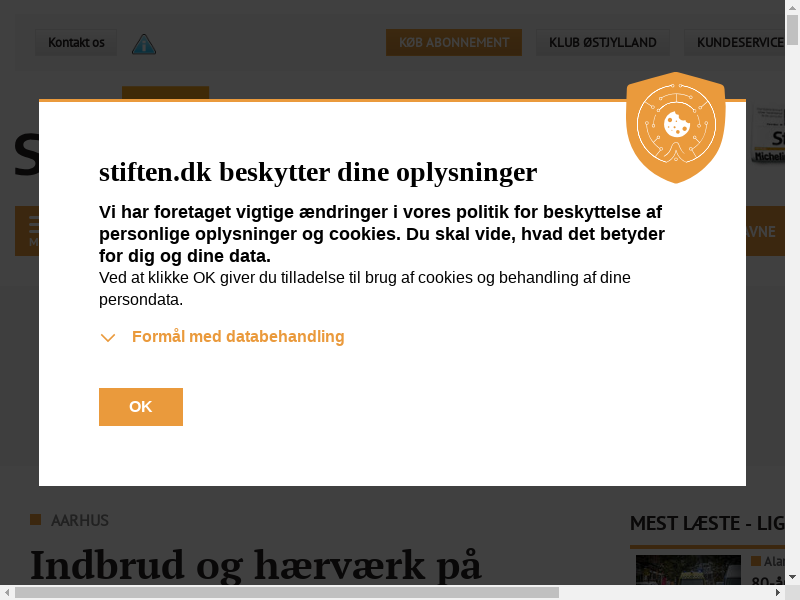 Kontakt os
KØB ABONNEMENT
KLUB ØSTJYLLAND
KUNDESERVICE
stiften.dk beskytter dine oplysninger
Vi har foretaget vigtige ændringer i vores politik for beskyttelse af
personlige oplysninger og cookies. Du skal vide, hvad det betyder
for dig og dine data.
Ved at klikke OK giver du tilladelse til brug af cookies og behandling af dine
persondata.
Formål med databehandling
OK
AARHUS
Indbrud og hærværk på
MEST LÆSTE - LIG